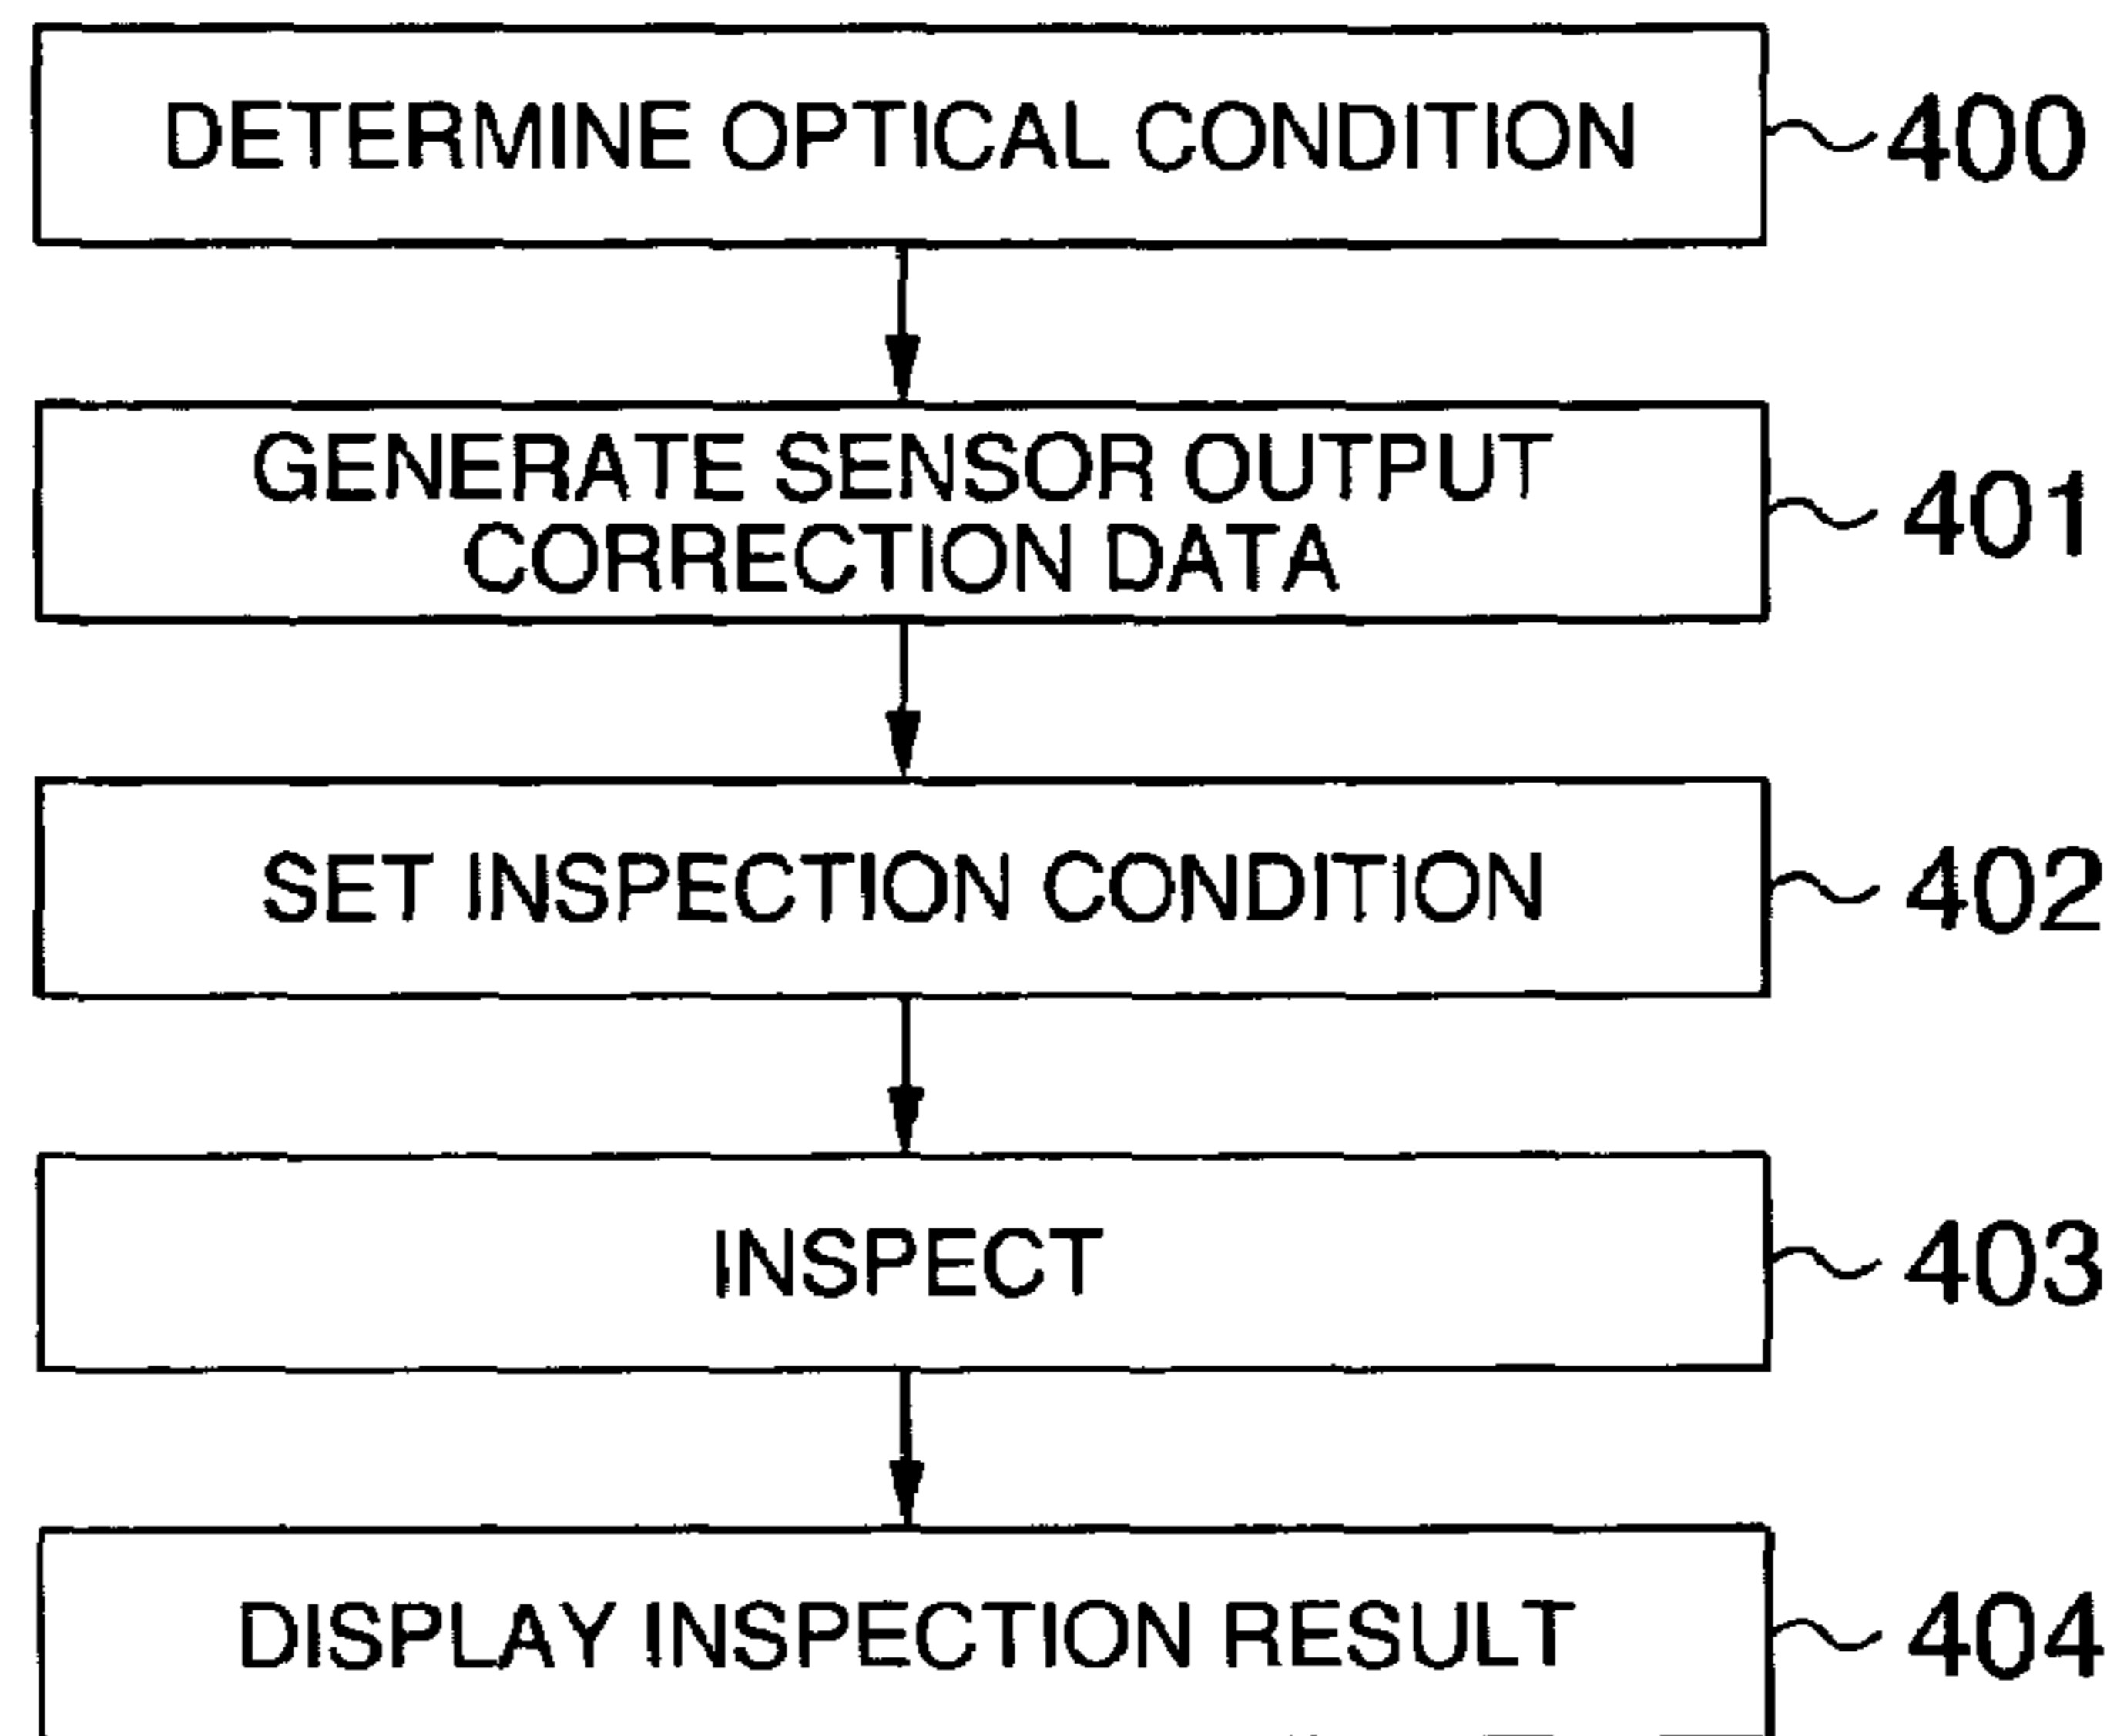 DETERMINE OPTICAL CONDITION 400
GENERATE SENSOR OUTPUT
CORRECTION DATA
401
SET INSPECTION CONDITION 402
INSPECT 403
DISPLAY INSPECTION RESULT 404